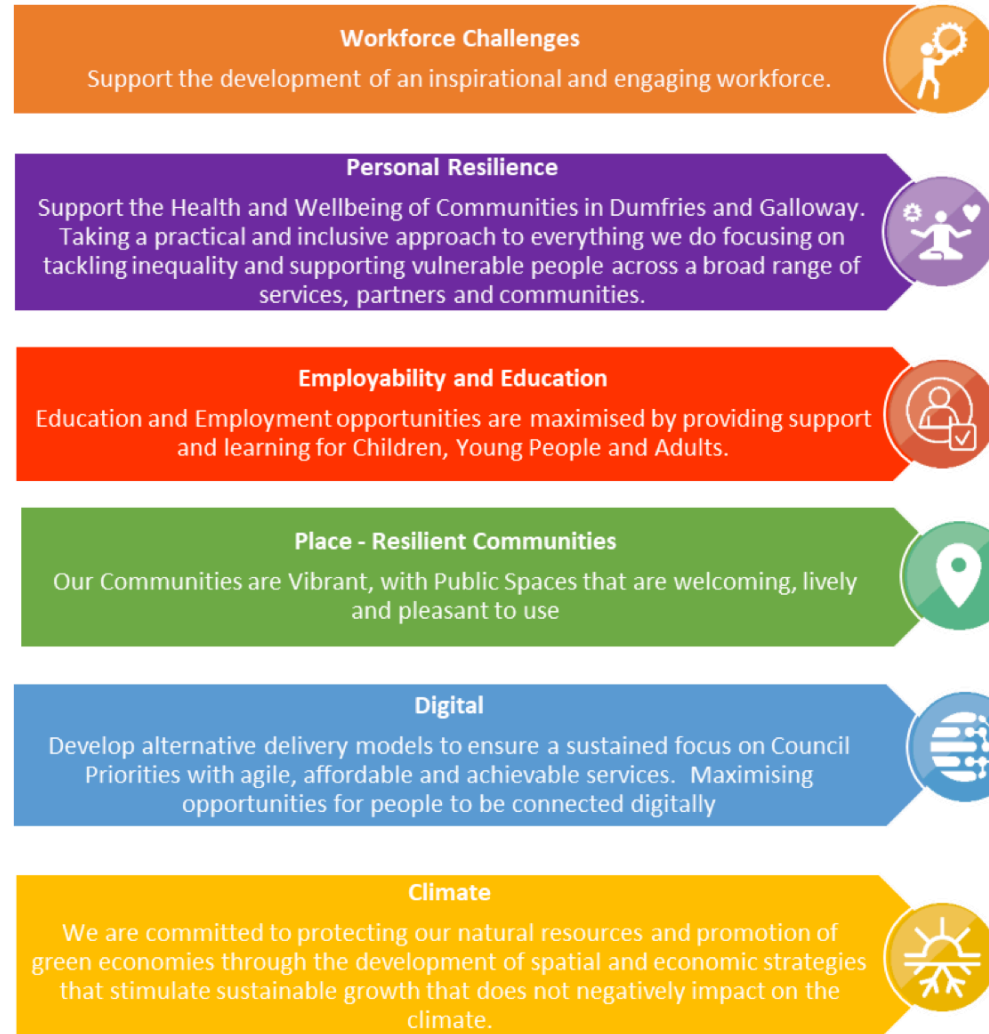 Workforce Challenges
Support the development of an inspirational and engaging workforce.
Personal Resilience
Support the Health and Wellbeing of Communities in Dumfries and Galloway.
Taking a practical and inclusive approach to everything we do focusing on
tackling inequality and supporting vulnerable people across a broad range of
services, partners and communities.
Employability and Education
Education and Employment opportunities are maximised by providing support
and learning for Children, Young People and Adults.
Place - Resilient Communities
Our Communities are Vibrant, with Public Spaces that are welcoming, lively
and pleasant to use
Digital
Develop alternative delivery models to ensure a sustained focus on Council
Priorities with agile, affordable and achievable services.  Maximising
opportunities for people to be connected digitally
Climate
We are committed to protecting our natural resources and promotion of
green economies through the development of spatial and economic strategies
that stimulate sustainable growth that does not negatively impact on the
climate.